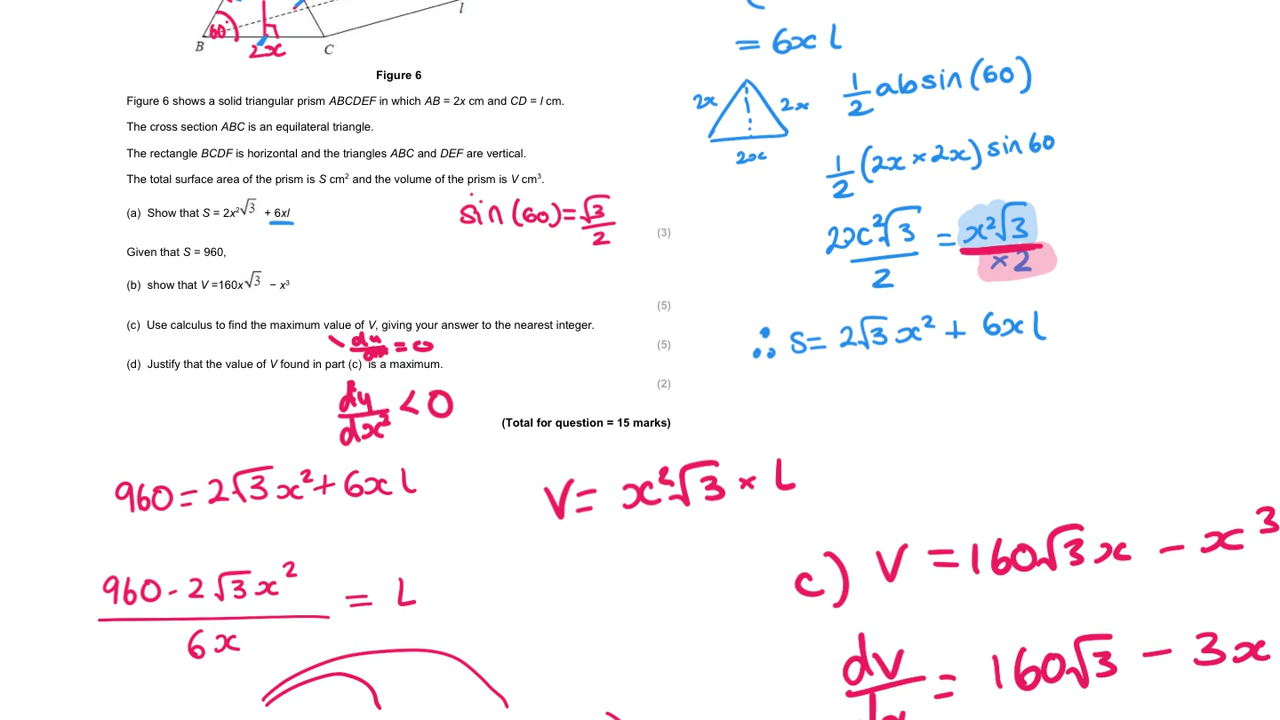 60°
B
2x
C
l
Figure 6
Figure 6 shows a solid triangular prism ABCDEF in which AB = 2x cm and CD = l cm.
The cross section ABC is an equilateral triangle.
The rectangle BCDF is horizontal and the triangles ABC and DEF are vertical.
The total surface area of the prism is S cm² and the volume of the prism is V cm³.
(a) Show that S = 2x²√3 + 6xl
sin(60) = √3/2
(3)
Given that S = 960,
(b) show that V =160x√3 − x³
(5)
(c) Use calculus to find the maximum value of V, giving your answer to the nearest integer.
= 0
(5)
(d) Justify that the value of V found in part (c) is a maximum.
(2)
dy/dx² < 0
(Total for question = 15 marks)
= 6xl
2x
2x
2x
1/2 ab sin(60)
1/2 (2x × 2x) sin 60
2x²√3/2 = x²√3
× 2
∴ S = 2√3x² + 6xl
960 = 2√3x² + 6xl
V = x²√3 × L
(960 - 2√3x²)/6x = L
c) V = 160√3x − x³
dv = 160√3 − 3x